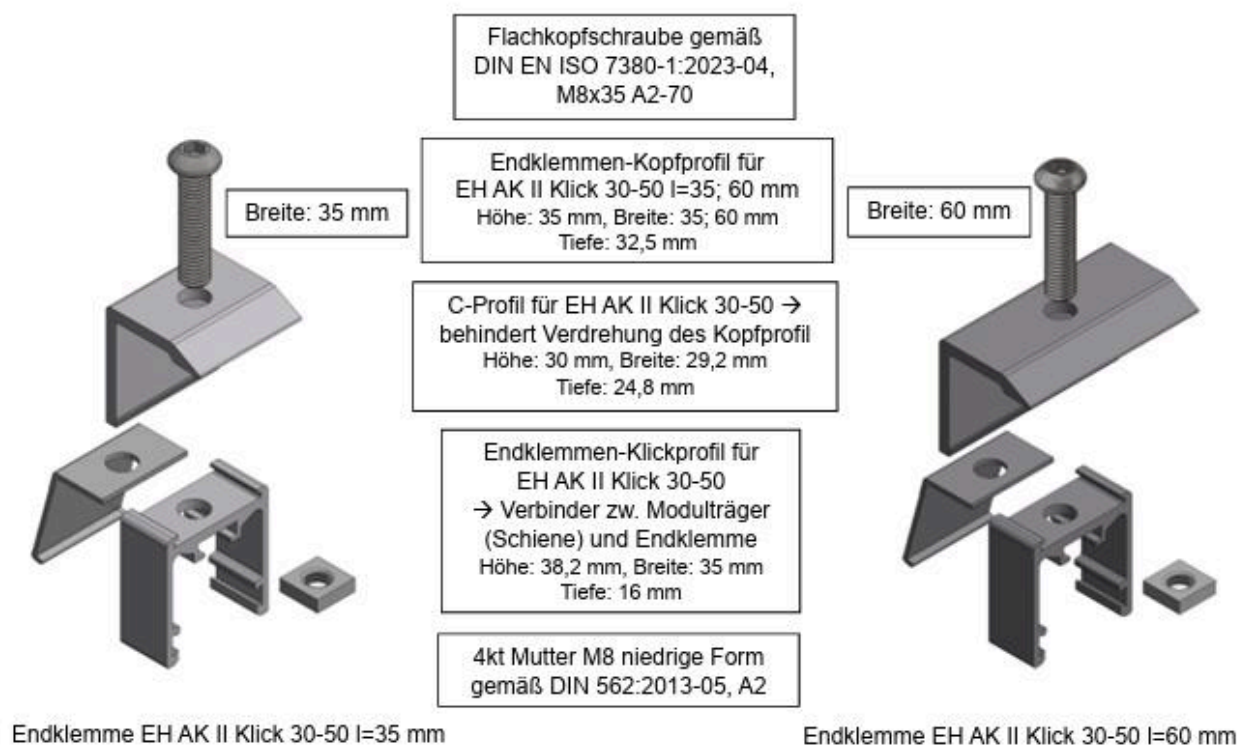 Flachkopfschraube gemäß
DIN EN ISO 7380-1:2023-04,
M8x35 A2-70
Endklemmen-Kopfprofil für
EH AK II Klick 30-50 l=35; 60 mm
Höhe: 35 mm, Breite: 35; 60 mm
Tiefe: 32,5 mm
Breite: 35 mm
Breite: 60 mm
C-Profil für EH AK II Klick 30-50 →
behindert Verdrehung des Kopfprofil
Höhe: 30 mm, Breite: 29,2 mm
Tiefe: 24,8 mm
Endklemmen-Klickprofil für
EH AK II Klick 30-50
→ Verbinder zw. Modulträger
(Schiene) und Endklemme
Höhe: 38,2 mm, Breite: 35 mm
Tiefe: 16 mm
4kt Mutter M8 niedrige Form
gemäß DIN 562:2013-05, A2
Endklemme EH AK II Klick 30-50 l=35 mm
Endklemme EH AK II Klick 30-50 l=60 mm